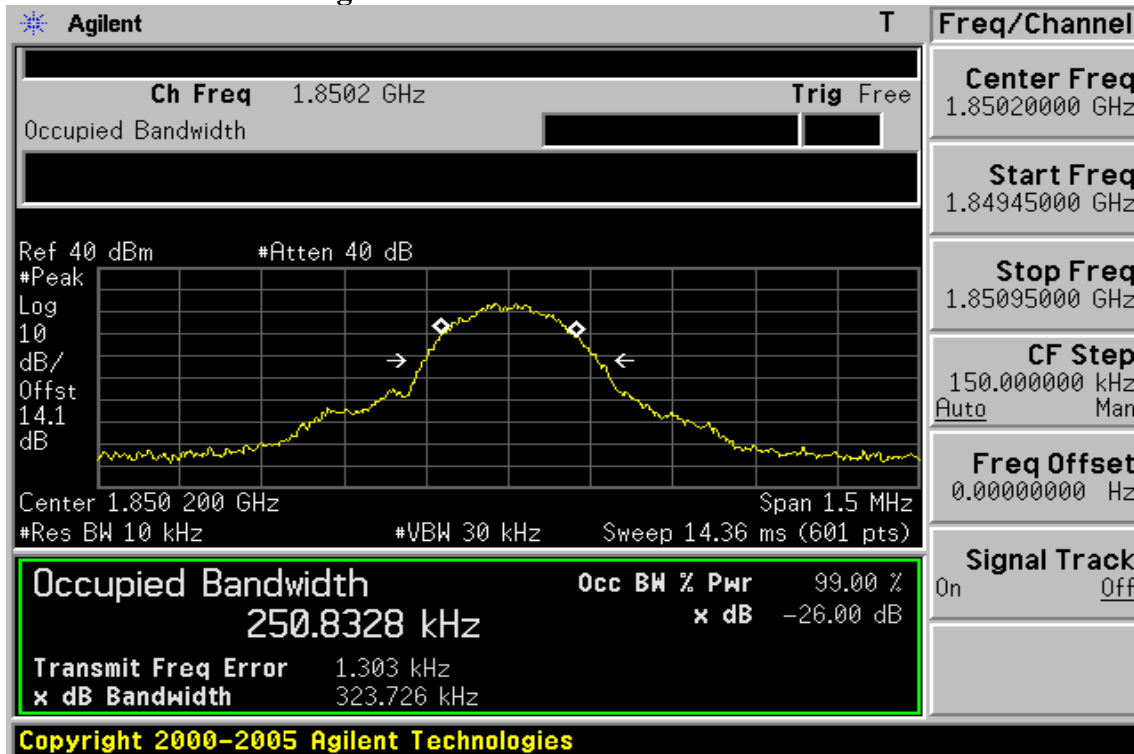 Agilent T
Freq/Channel
Ch Freq 1.8502 GHz Trig Free
Occupied Bandwidth
Center Freq
1.85020000 GHz
Start Freq
1.84945000 GHz
Stop Freq
1.85095000 GHz
CF Step
150.000000 kHz
Auto Man
Freq Offset
0.00000000 Hz
Signal Track
On Off
Ref 40 dBm #Atten 40 dB
#Peak
Log
10
dB/
Offst
14.1
dB
Center 1.850 200 GHz Span 1.5 MHz
#Res BW 10 kHz #VBW 30 kHz Sweep 14.36 ms (601 pts)
Occupied Bandwidth
250.8328 kHz
Occ BW % Pwr 99.00 %
x dB -26.00 dB
Transmit Freq Error 1.303 kHz
x dB Bandwidth 323.726 kHz
Copyright 2000-2005 Agilent Technologies